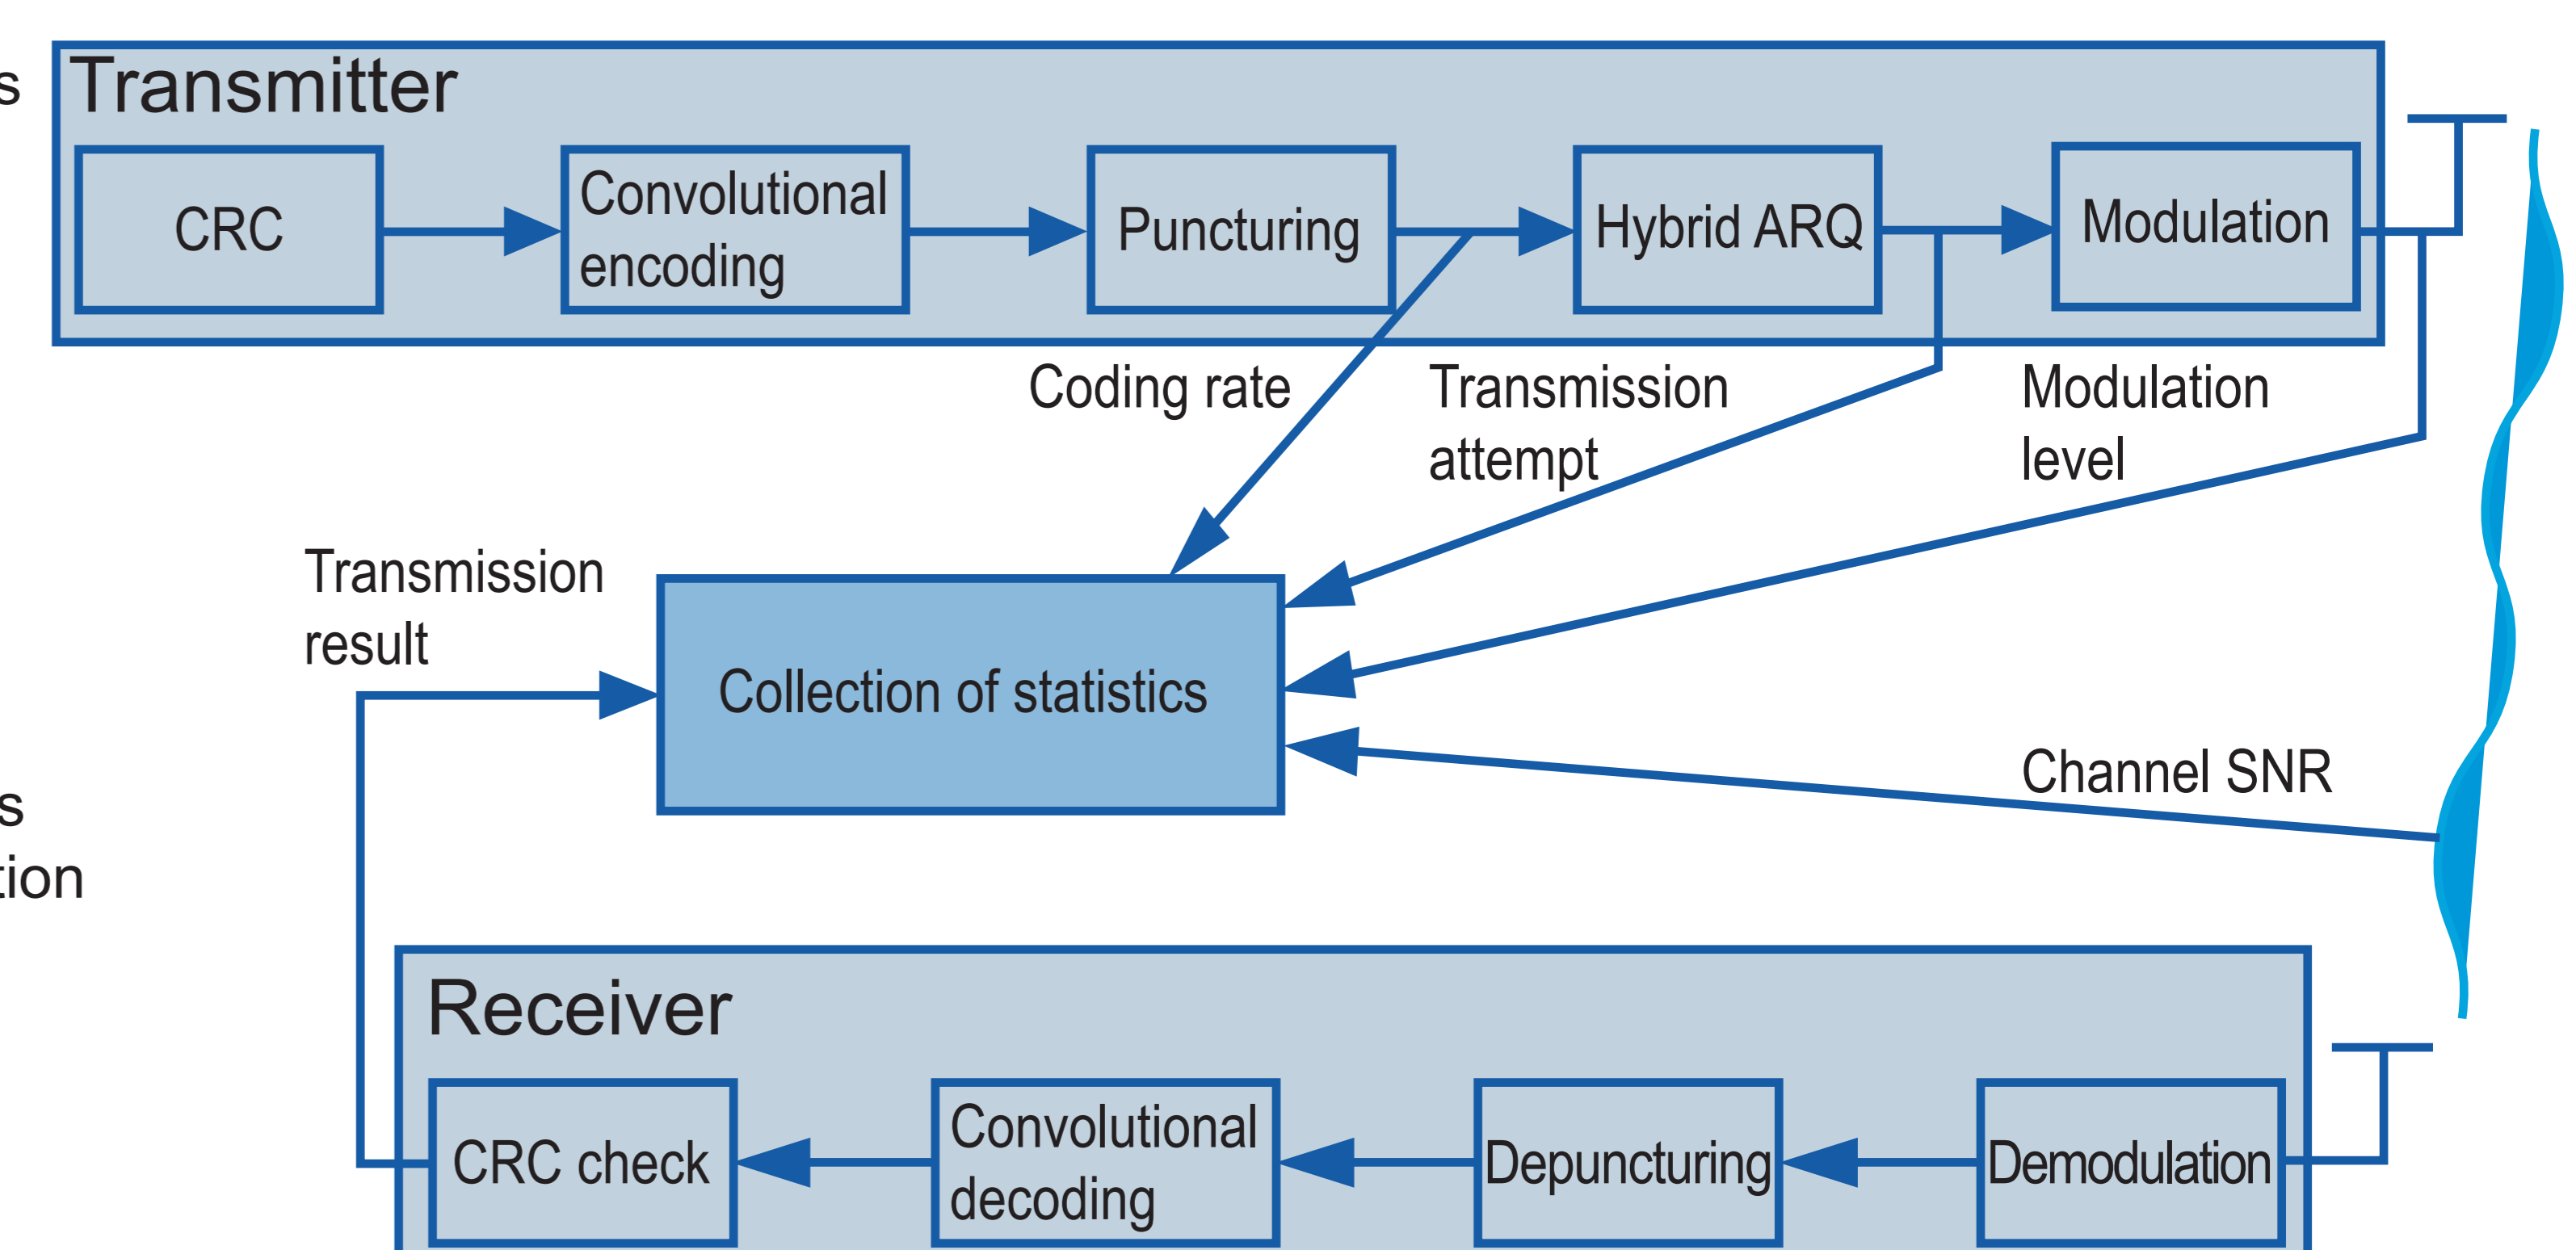 Transmitter
CRC
Convolutional
encoding
Puncturing
Hybrid ARQ
Modulation
Coding rate
Transmission
attempt
Modulation
level
Transmission
result
Collection of statistics
Channel SNR
Receiver
CRC check
Convolutional
decoding
Depuncturing
Demodulation